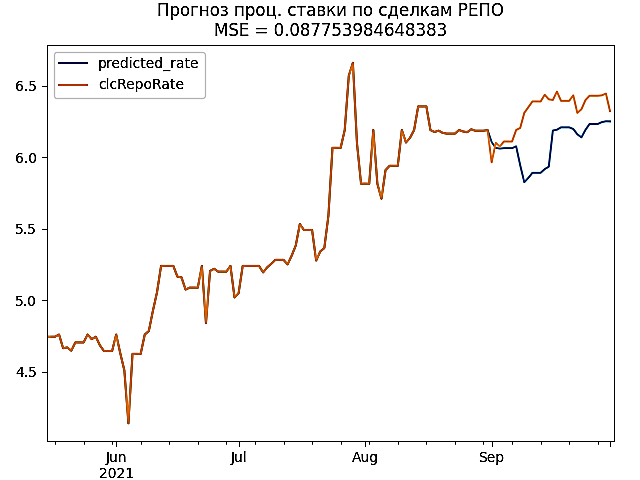 Прогноз проц. ставки по сделкам РЕПО
MSE = 0.087753984648383
predicted_rate
clcRepoRate
6.5
6.0
5.5
5.0
4.5
Jun
2021
Jul
Aug
Sep